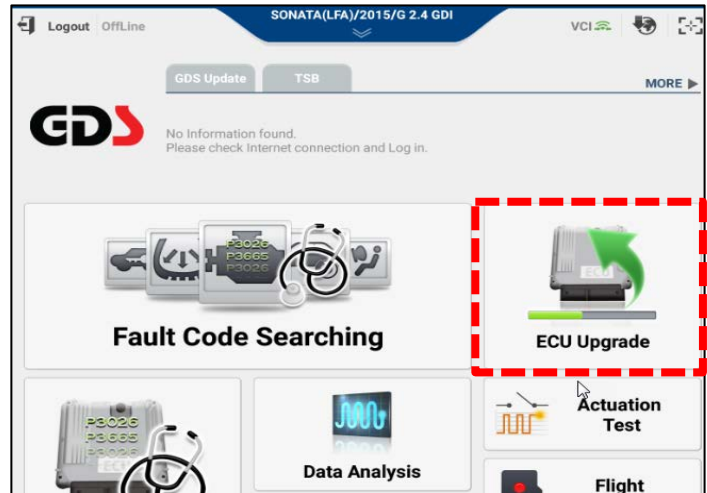 SONATA(LFA)/2015/G 2.4 GDI
Logout OffLine
VCI
GDS Update
TSB
MORE
GDS
No Information found.
Please check Internet connection and Log in.
P3026
P3665
P3026
Fault Code Searching
ECU
ECU Upgrade
P3026
P3665
P3026
ECU
Data Analysis
Actuation
Test
Flight